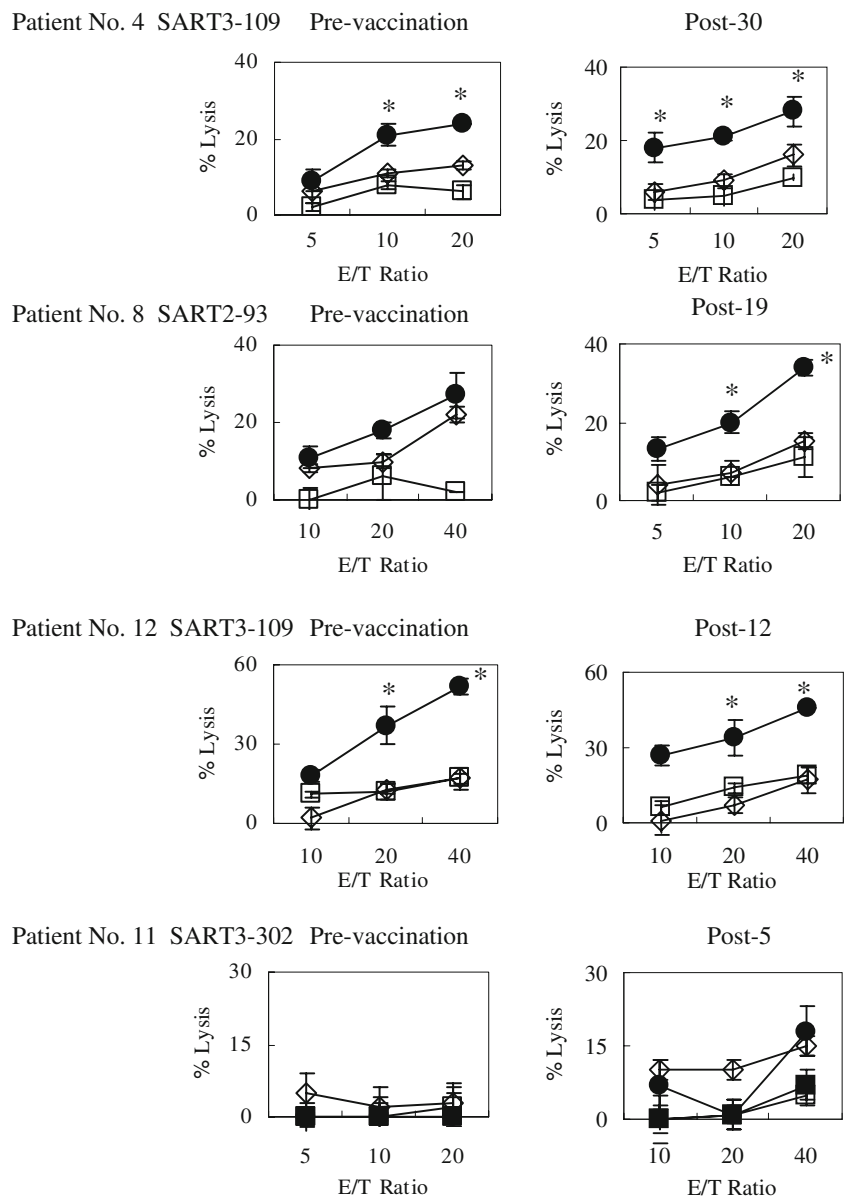 Patient No. 4 SART3-109 Pre-vaccination Post-30
40 40
* * * * *
% Lysis 20 % Lysis 20
0 0
5 10 20 5 10 20
E/T Ratio E/T Ratio
Patient No. 8 SART2-93 Pre-vaccination Post-19
40 40
* *
% Lysis 20 % Lysis 20
0 0
10 20 40 5 10 20
E/T Ratio E/T Ratio
Patient No. 12 SART3-109 Pre-vaccination Post-12
60 60
* * * *
% Lysis 30 % Lysis 30
0 0
10 20 40 10 20 40
E/T Ratio E/T Ratio
Patient No. 11 SART3-302 Pre-vaccination Post-5
30 30
% Lysis 15 % Lysis 15
0 0
5 10 20 10 20 40
E/T Ratio E/T Ratio